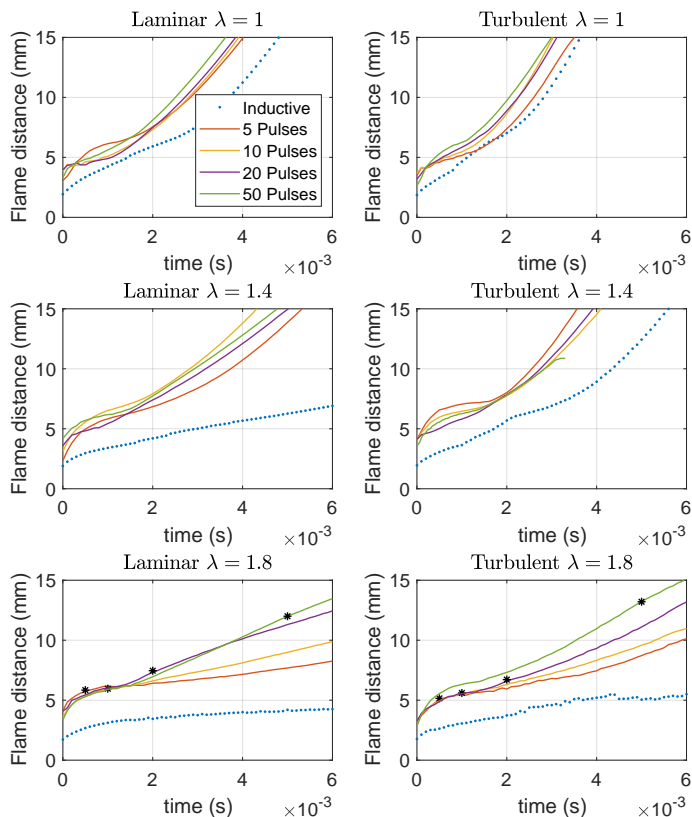 Laminar λ = 1
Flame distance (mm)
15
10
5
0
0 2 4 6
×10⁻³
time (s)
Inductive
5 Pulses
10 Pulses
20 Pulses
50 Pulses
Turbulent λ = 1
Flame distance (mm)
15
10
5
0
0 2 4 6
×10⁻³
time (s)
Laminar λ = 1.4
Flame distance (mm)
15
10
5
0
0 2 4 6
×10⁻³
time (s)
Turbulent λ = 1.4
Flame distance (mm)
15
10
5
0
0 2 4 6
×10⁻³
time (s)
Laminar λ = 1.8
Flame distance (mm)
15
10
5
0
0 2 4 6
×10⁻³
time (s)
Turbulent λ = 1.8
Flame distance (mm)
15
10
5
0
0 2 4 6
×10⁻³
time (s)